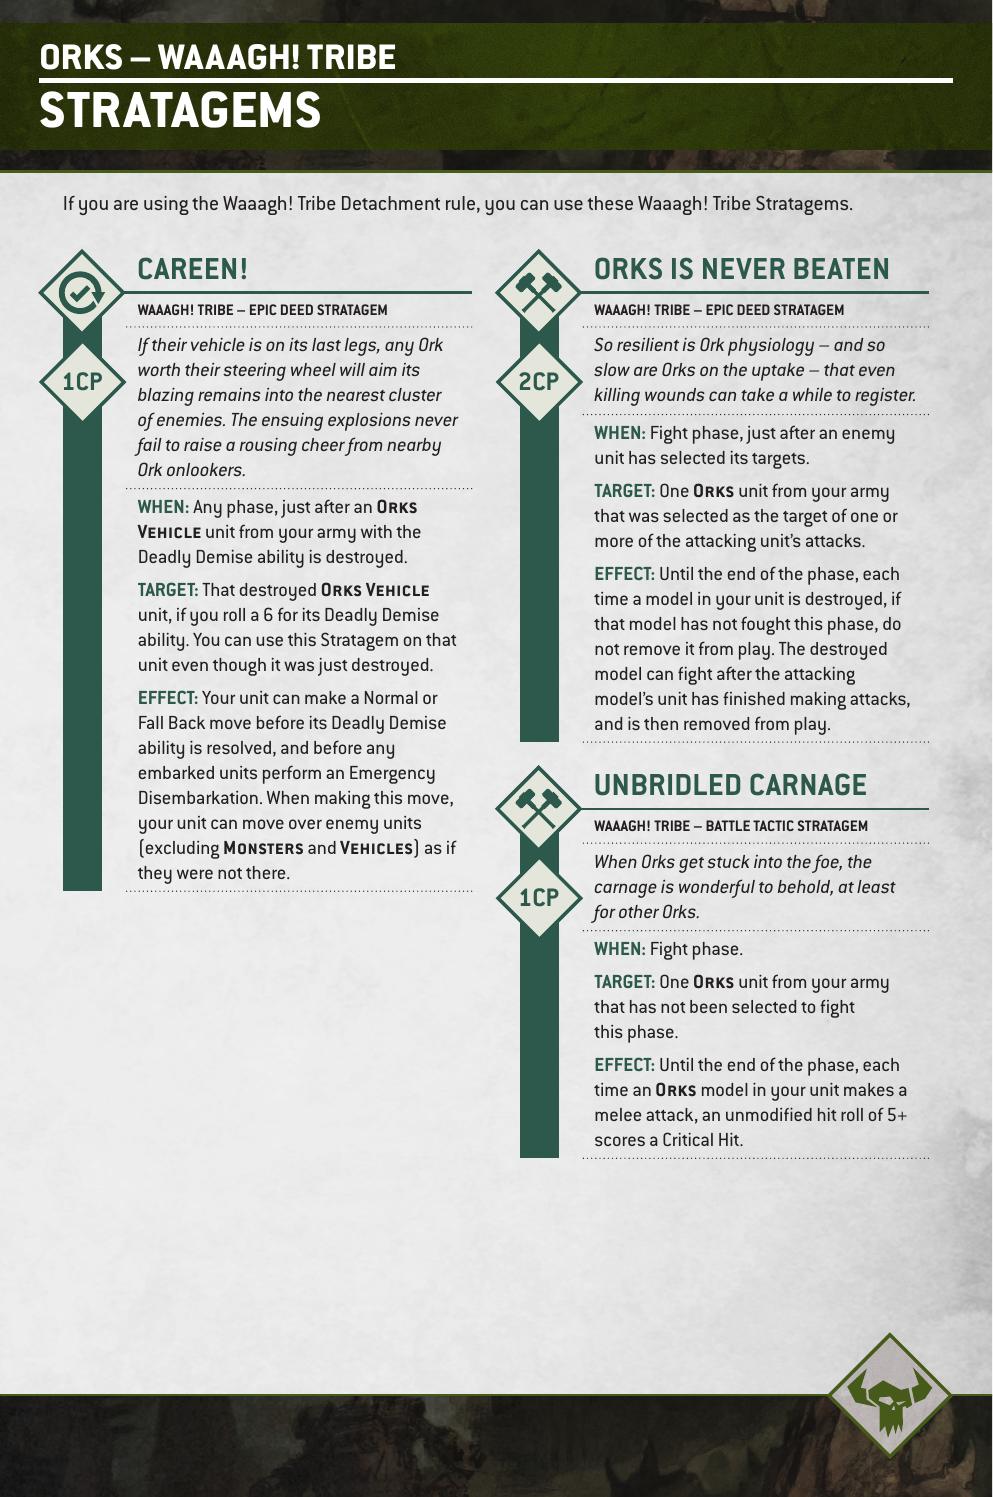 ORKS – WAAAGH! TRIBE
STRATAGEMS
If you are using the Waaagh! Tribe Detachment rule, you can use these Waaagh! Tribe Stratagems.
CAREEN!
WAAAGH! TRIBE – EPIC DEED STRATAGEM
1CP
If their vehicle is on its last legs, any Ork
worth their steering wheel will aim its
blazing remains into the nearest cluster
of enemies. The ensuing explosions never
fail to raise a rousing cheer from nearby
Ork onlookers.
WHEN: Any phase, just after an ORKS
VEHICLE unit from your army with the
Deadly Demise ability is destroyed.
TARGET: That destroyed ORKS VEHICLE
unit, if you roll a 6 for its Deadly Demise
ability. You can use this Stratagem on that
unit even though it was just destroyed.
EFFECT: Your unit can make a Normal or
Fall Back move before its Deadly Demise
ability is resolved, and before any
embarked units perform an Emergency
Disembarkation. When making this move,
your unit can move over enemy units
(excluding MONSTERS and VEHICLES) as if
they were not there.
ORKS IS NEVER BEATEN
WAAAGH! TRIBE – EPIC DEED STRATAGEM
2CP
So resilient is Ork physiology – and so
slow are Orks on the uptake – that even
killing wounds can take a while to register.
WHEN: Fight phase, just after an enemy
unit has selected its targets.
TARGET: One ORKS unit from your army
that was selected as the target of one or
more of the attacking unit's attacks.
EFFECT: Until the end of the phase, each
time a model in your unit is destroyed, if
that model has not fought this phase, do
not remove it from play. The destroyed
model can fight after the attacking
model's unit has finished making attacks,
and is then removed from play.
UNBRIDLED CARNAGE
WAAAGH! TRIBE – BATTLE TACTIC STRATAGEM
1CP
When Orks get stuck into the foe, the
carnage is wonderful to behold, at least
for other Orks.
WHEN: Fight phase.
TARGET: One ORKS unit from your army
that has not been selected to fight
this phase.
EFFECT: Until the end of the phase, each
time an ORKS model in your unit makes a
melee attack, an unmodified hit roll of 5+
scores a Critical Hit.